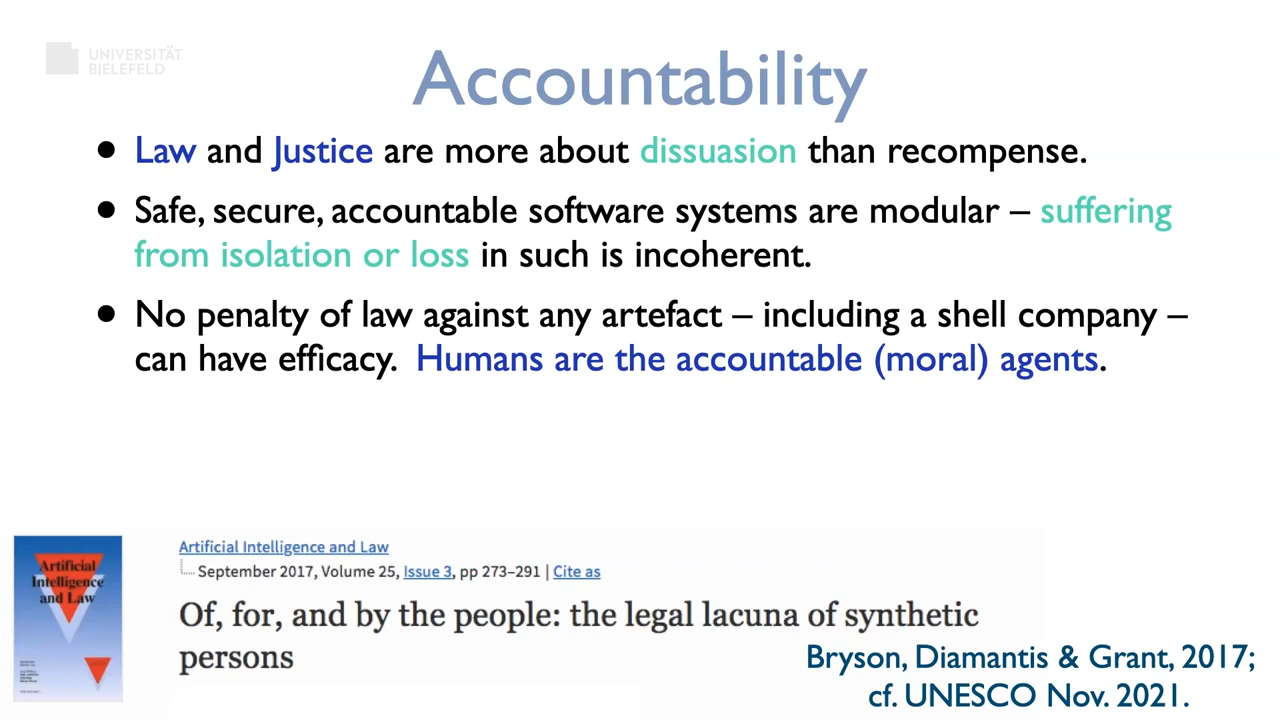 UNIVERSITÄT
BIELEFELD
Accountability
• Law and Justice are more about dissuasion than recompense.
• Safe, secure, accountable software systems are modular – suffering
from isolation or loss in such is incoherent.
• No penalty of law against any artefact – including a shell company –
can have efficacy. Humans are the accountable (moral) agents.
Artificial
Intelligence
and Law
Artificial Intelligence and Law
September 2017, Volume 25, Issue 3, pp 273–291 | Cite as
Of, for, and by the people: the legal lacuna of synthetic
persons
Bryson, Diamantis & Grant, 2017;
cf. UNESCO Nov. 2021.